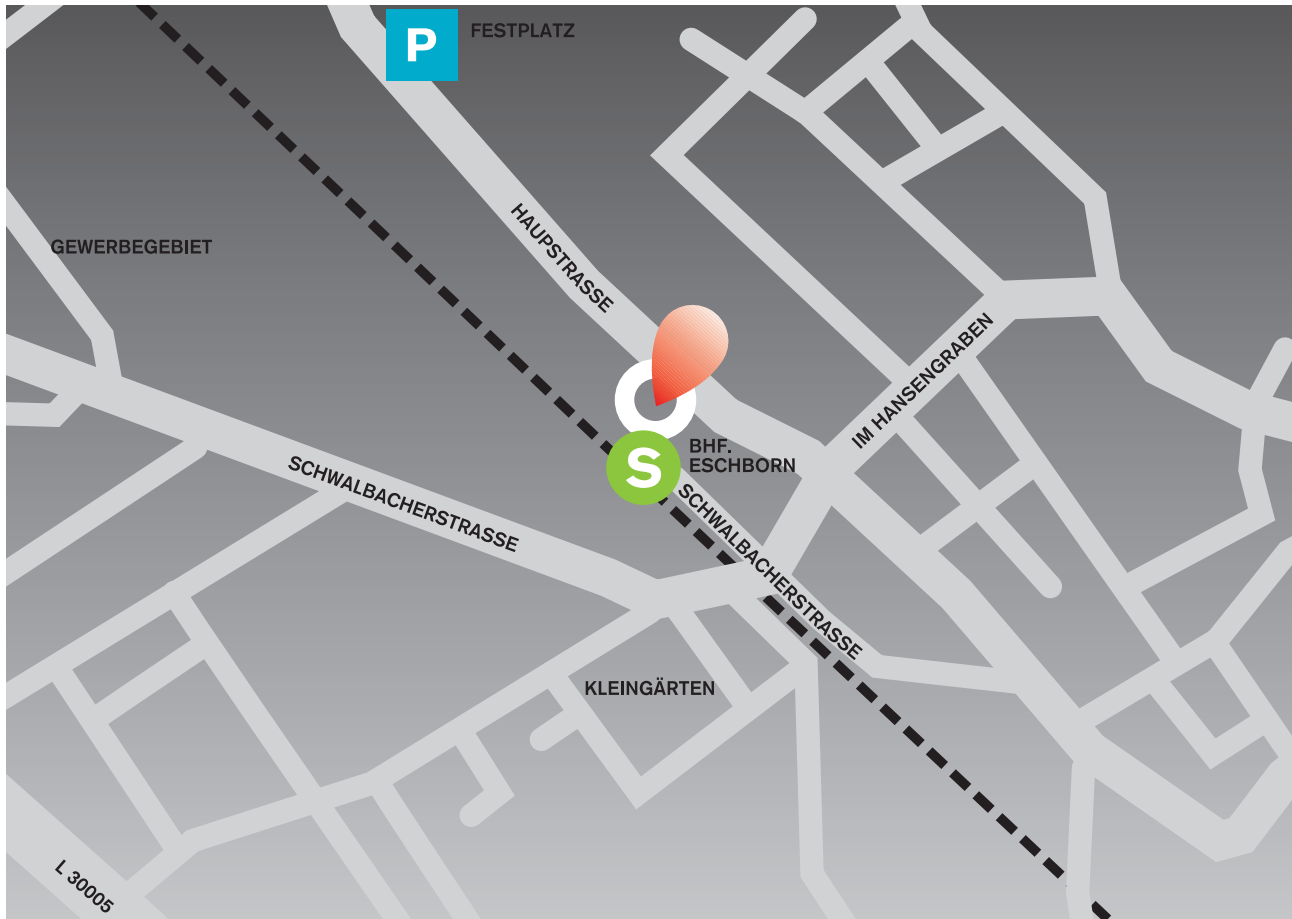 P
FESTPLATZ
HAUPSTRASSE
GEWERBEGEBIET
IM HANSENGRABEN
BHF.
ESCHBORN
S
SCHWALBACHERSTRASSE
SCHWALBACHERSTRASSE
KLEINGÄRTEN
L 30005